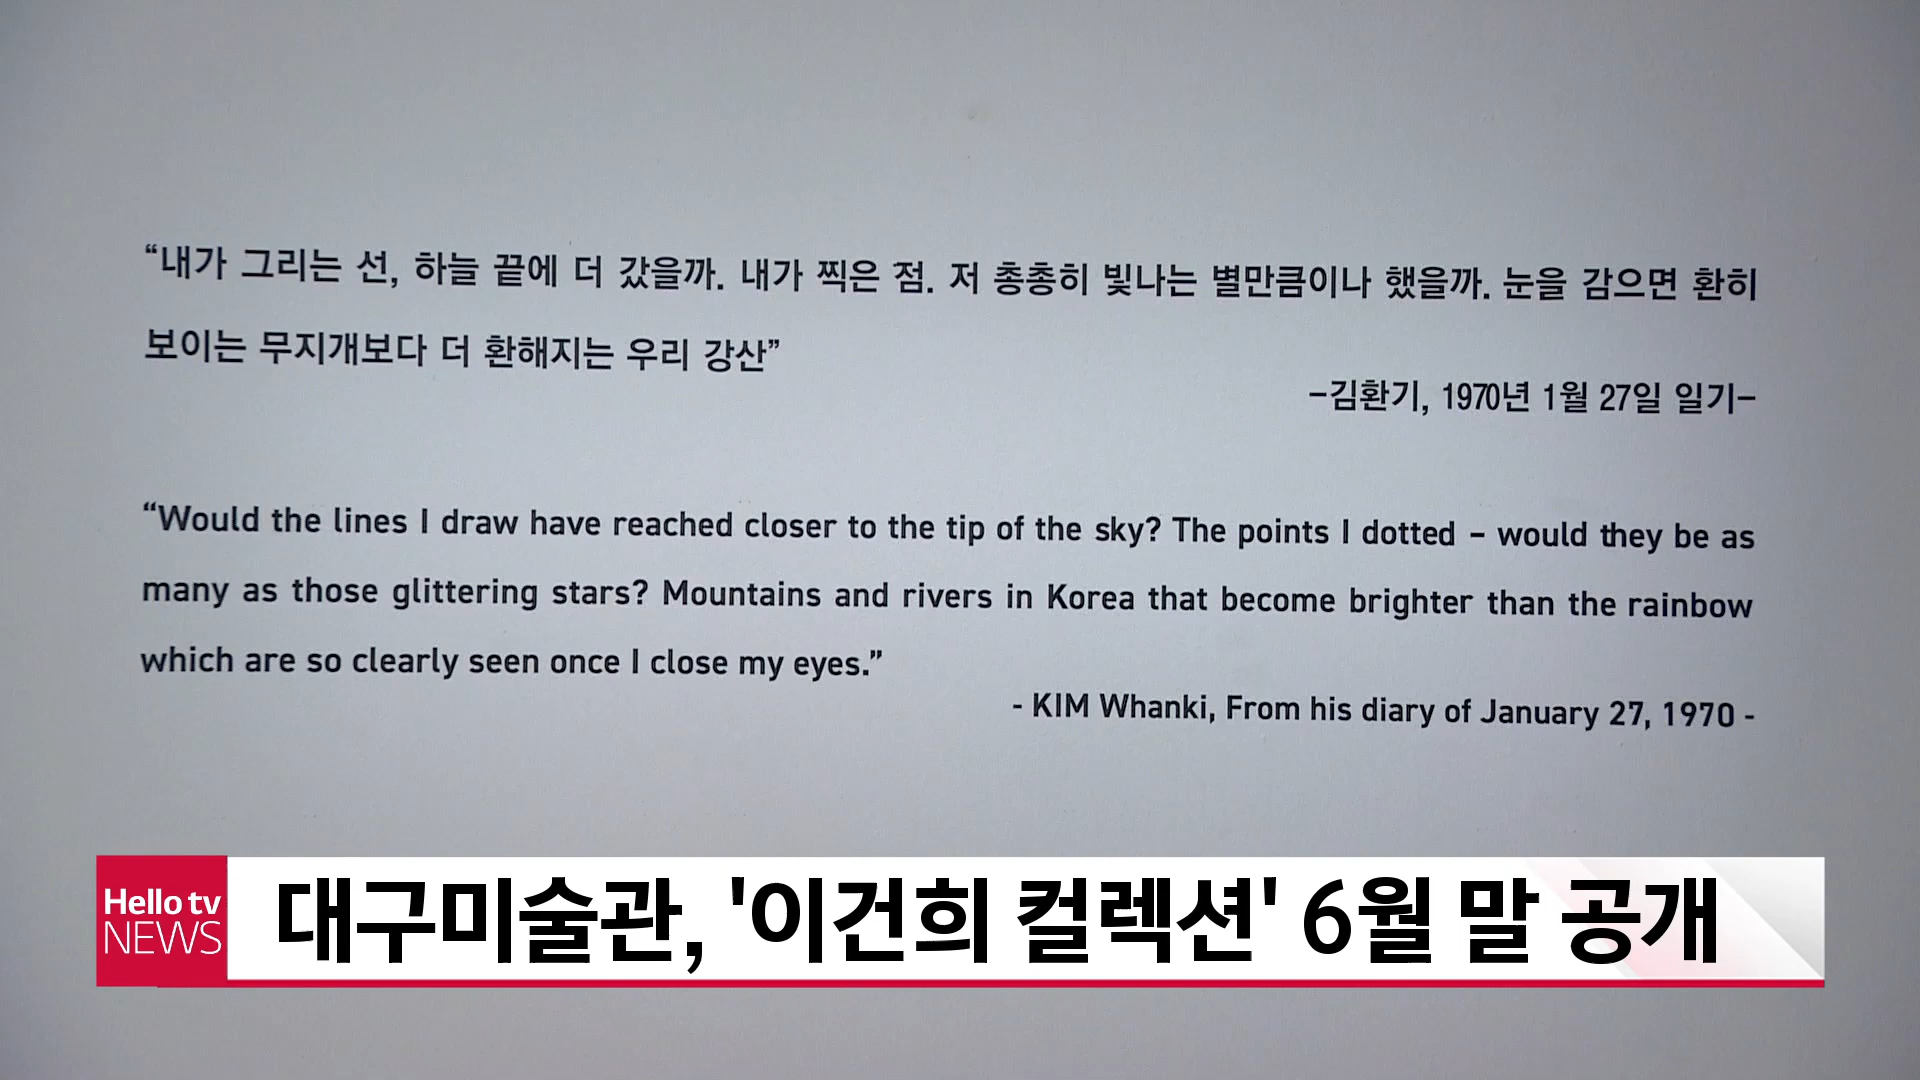 “내가 그리는 선, 하늘 끝에 더 갔을까. 내가 찍은 점. 저 총총히 빛나는 별만큼이나 했을까. 눈을 감으면 환히
보이는 무지개보다 더 환해지는 우리 강산”
-김환기, 1970년 1월 27일 일기-
“Would the lines I draw have reached closer to the tip of the sky? The points I dotted – would they be as
many as those glittering stars? Mountains and rivers in Korea that become brighter than the rainbow
which are so clearly seen once I close my eyes.”
- KIM Whanki, From his diary of January 27, 1970 -
Hello tv
NEWS
대구미술관, '이건희 컬렉션' 6월 말 공개